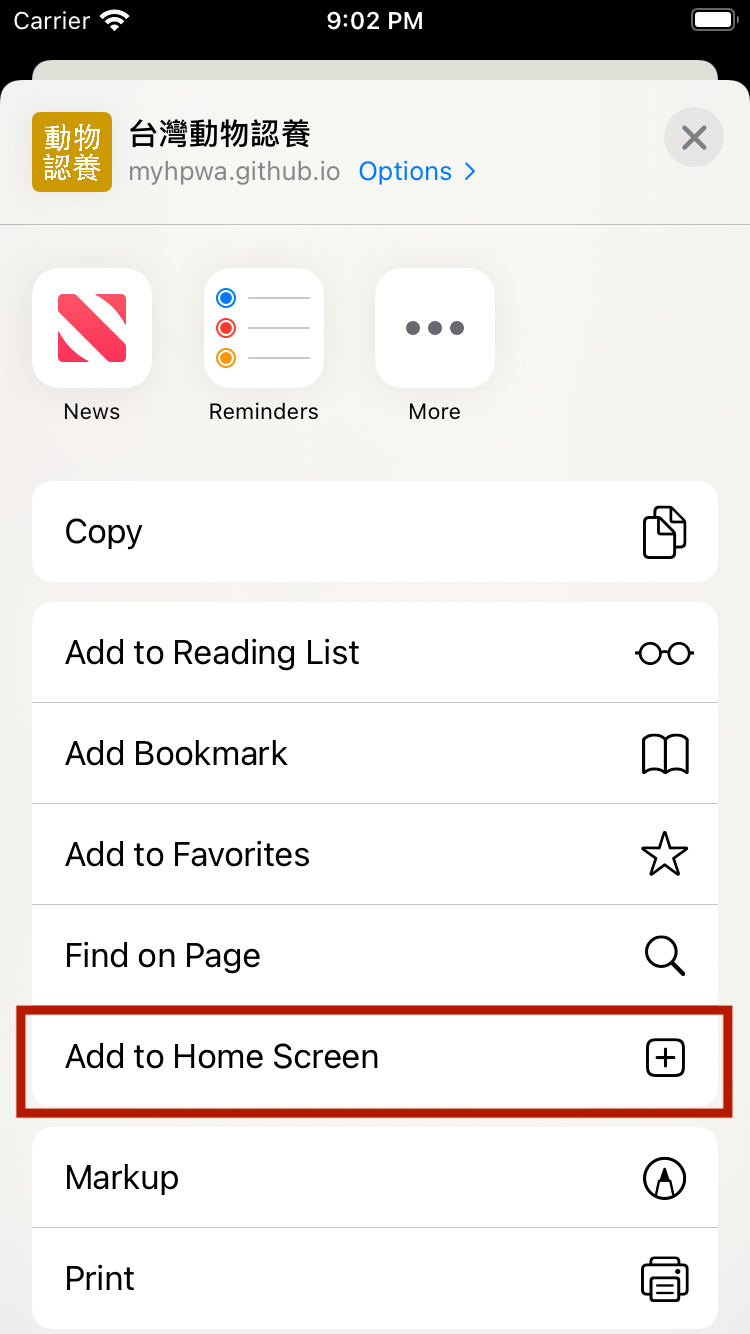 Carrier 9:02 PM
動物
認養
台灣動物認養
myhpwa.github.io Options
News Reminders More
Copy
Add to Reading List
Add Bookmark
Add to Favorites
Find on Page
Add to Home Screen
Markup
Print